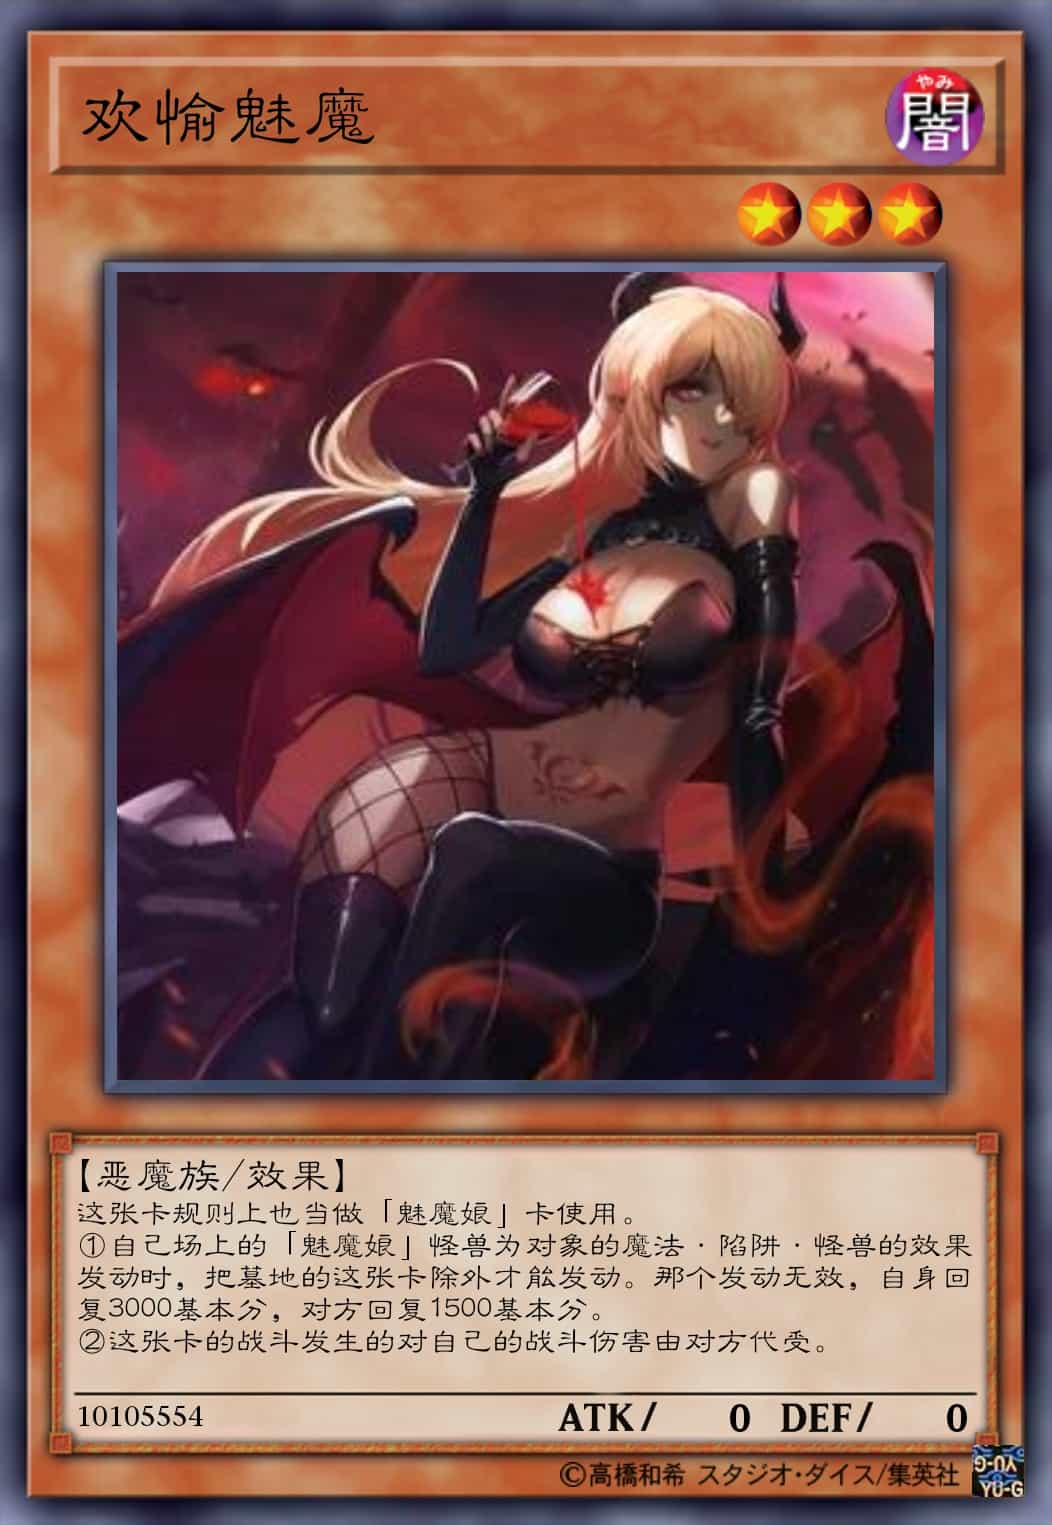 欢愉魅魔
やみ
闇
【恶魔族/效果】
这张卡规则上也当做「魅魔娘」卡使用。
①自己场上的「魅魔娘」怪兽为对象的魔法·陷阱·怪兽的效果
发动时，把墓地的这张卡除外才能发动。那个发动无效，自身回
复3000基本分，对方回复1500基本分。
②这张卡的战斗发生的对自己的战斗伤害由对方代受。
10105554 ATK/ 0 DEF/ 0
©高橋和希 スタジオ·ダイス/集英社
YU-G
YU-G